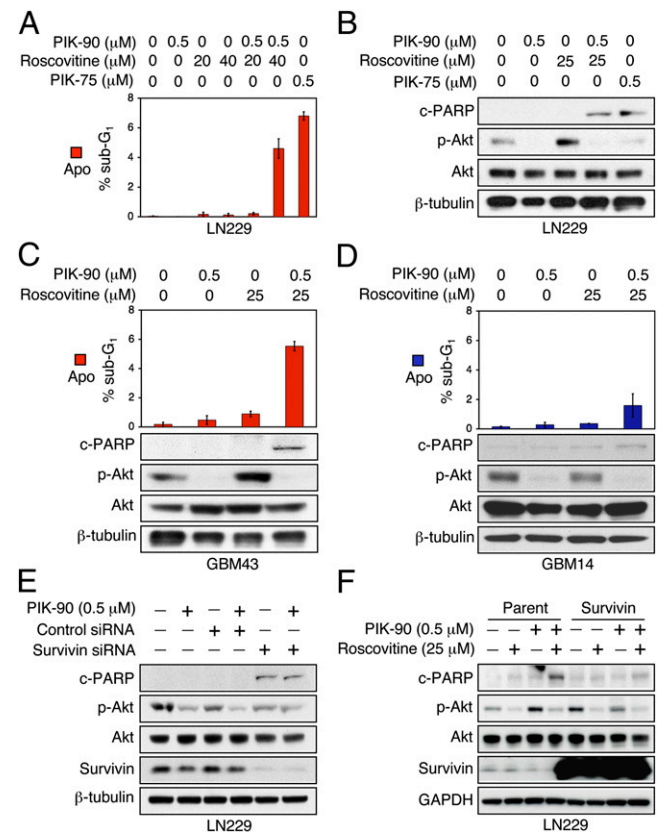 A
PIK-90 (μM) 0 0.5 0 0 0.5 0.5 0
Roscovitine (μM) 0 0 20 40 20 40 0
PIK-75 (μM) 0 0 0 0 0 0 0.5
8
6
4
2
0
% sub-G1
Apo
LN229
B
PIK-90 (μM) 0 0.5 0 0.5 0
Roscovitine (μM) 0 0 25 25 0
PIK-75 (μM) 0 0 0 0 0.5
c-PARP
p-Akt
Akt
β-tubulin
LN229
C
PIK-90 (μM) 0 0.5 0 0.5
Roscovitine (μM) 0 0 25 25
8
6
4
2
0
% sub-G1
Apo
c-PARP
p-Akt
Akt
β-tubulin
GBM43
D
PIK-90 (μM) 0 0.5 0 0.5
Roscovitine (μM) 0 0 25 25
8
6
4
2
0
% sub-G1
Apo
c-PARP
p-Akt
Akt
β-tubulin
GBM14
E
PIK-90 (0.5 μM) – + – + – +
Control siRNA – – + + – –
Survivin siRNA – – – – + +
c-PARP
p-Akt
Akt
Survivin
β-tubulin
LN229
F
Parent Survivin
PIK-90 (0.5 μM) – – + + – – + +
Roscovitine (25 μM) – + – + – + – +
c-PARP
p-Akt
Akt
Survivin
GAPDH
LN229